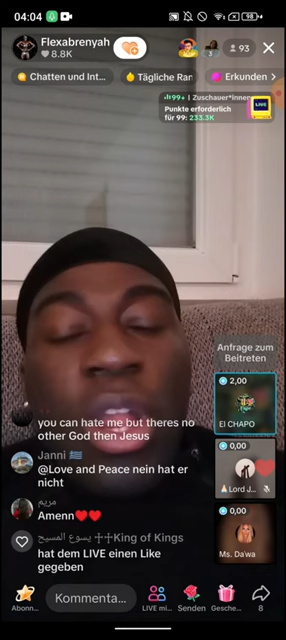 04:04
98
Flexabrenyah
8.8K
93
Chatten und Int...
Tägliche Ran
Erkunden
99+ | Zuschauer*innen
Punkte erforderlich
für 99: 233.3K
LIVE
Anfrage zum
Beitreten
2,00
El CHAPO
0,00
Lord J...
0,00
Ms. Da'wa
you can hate me but theres no
other God then Jesus
Janni 🇬🇷
@Love and Peace nein hat er
nicht
مريم
Amenn❤️❤️
يسوع المسيح ✝✝King of Kings
hat dem LIVE einen Like
gegeben
Abonn...
Kommenta...
LIVE mi...
Senden
Gesche...
8